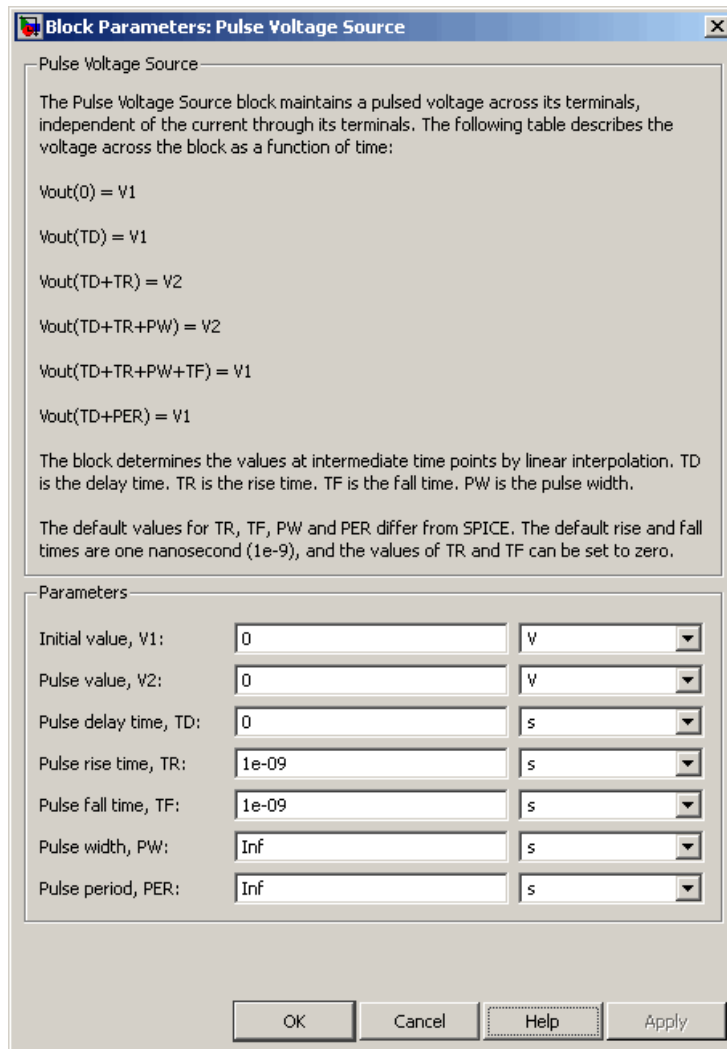 Block Parameters: Pulse Voltage Source
Pulse Voltage Source
The Pulse Voltage Source block maintains a pulsed voltage across its terminals,
independent of the current through its terminals. The following table describes the
voltage across the block as a function of time:
Vout(0) = V1
Vout(TD) = V1
Vout(TD+TR) = V2
Vout(TD+TR+PW) = V2
Vout(TD+TR+PW+TF) = V1
Vout(TD+PER) = V1
The block determines the values at intermediate time points by linear interpolation. TD
is the delay time. TR is the rise time. TF is the fall time. PW is the pulse width.
The default values for TR, TF, PW and PER differ from SPICE. The default rise and fall
times are one nanosecond (1e-9), and the values of TR and TF can be set to zero.
Parameters
Initial value, V1: 0 V
Pulse value, V2: 0 V
Pulse delay time, TD: 0 s
Pulse rise time, TR: 1e-09 s
Pulse fall time, TF: 1e-09 s
Pulse width, PW: Inf s
Pulse period, PER: Inf s
OK Cancel Help Apply